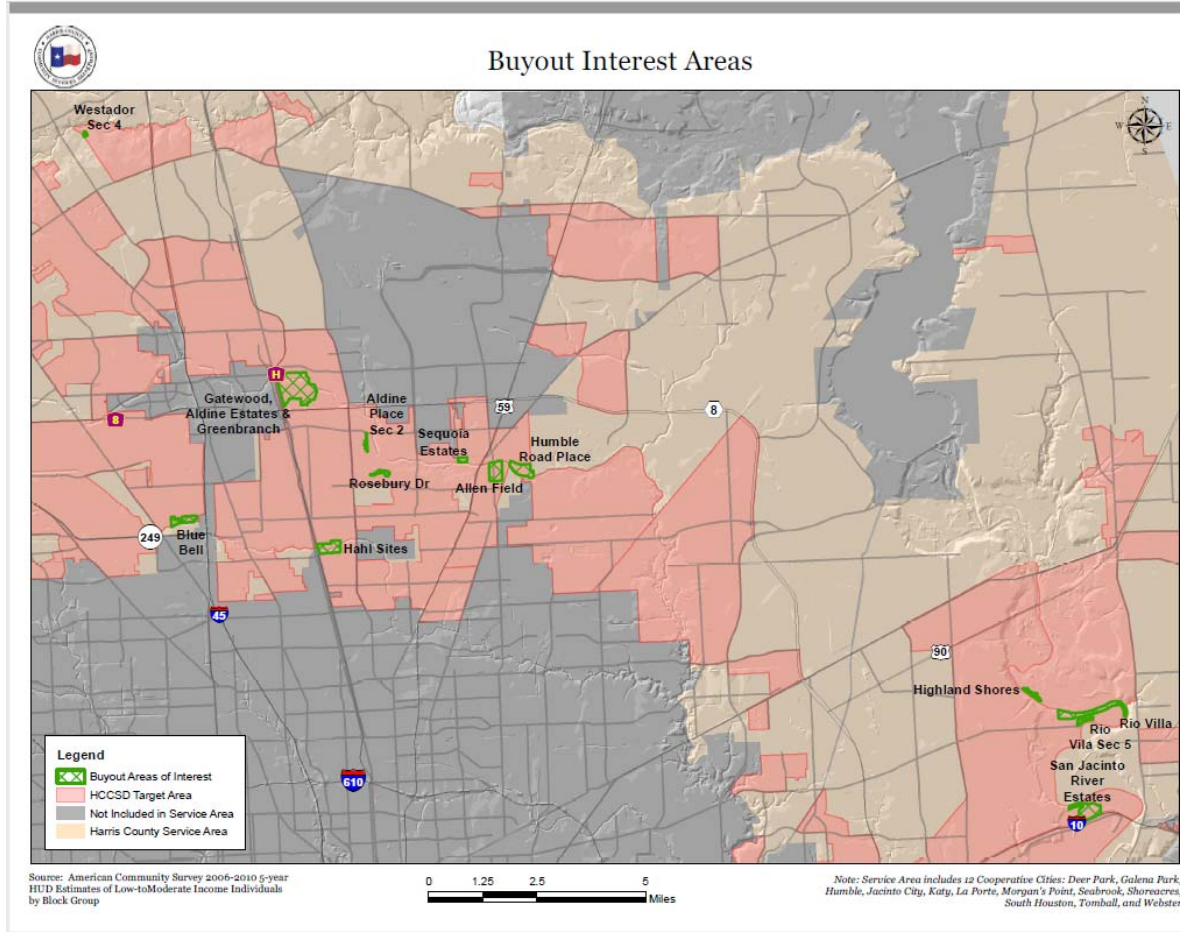 Buyout Interest Areas
Westador
Sec 4
N
W
E
S
H
8
Gatewood,
Aldine Estates &
Greenbranch
Aldine
Place
Sec 2
59
8
Sequoia
Estates
Humble
Road Place
Rosebury Dr
Allen Field
249
Blue
Bell
Hahl Sites
45
90
Highland Shores
Rio Villa
Rio
Vila Sec 5
San Jacinto
River
Estates
610
10
Legend
Buyout Areas of Interest
HCCSD Target Area
Not Included in Service Area
Harris County Service Area
Source: American Community Survey 2006-2010 5-year
HUD Estimates of Low-toModerate Income Individuals
by Block Group
0 1.25 2.5 5
Miles
Note: Service Area includes 12 Cooperative Cities: Deer Park, Galena Park,
Humble, Jacinto City, Katy, La Porte, Morgan's Point, Seabrook, Shoreacres,
South Houston, Tomball, and Webster